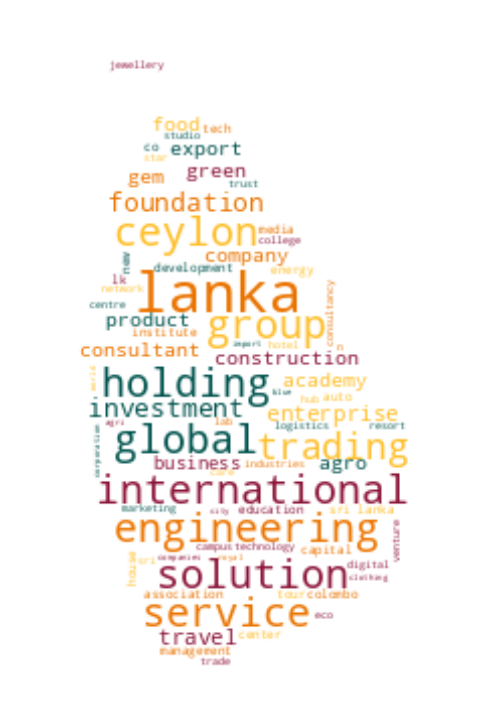 jewellery
food tech
studio
co export
star
green
gem
trust
foundation
ceylon media
college
company
new
development energy
lk
lanka
network
consultancy
centre
product group
institute
import hotel n
consultant
construction
world
holding academy
blue
hub auto
investment
enterprise
agri lab
logistics resort
corporation
global trading
business industries agro
care
international
marketing city education sri lanka
engineering
venture
campus technology capital
house sri companies royal
solution digital
clothing
association tour colombo
service eco
travel center
management
trade